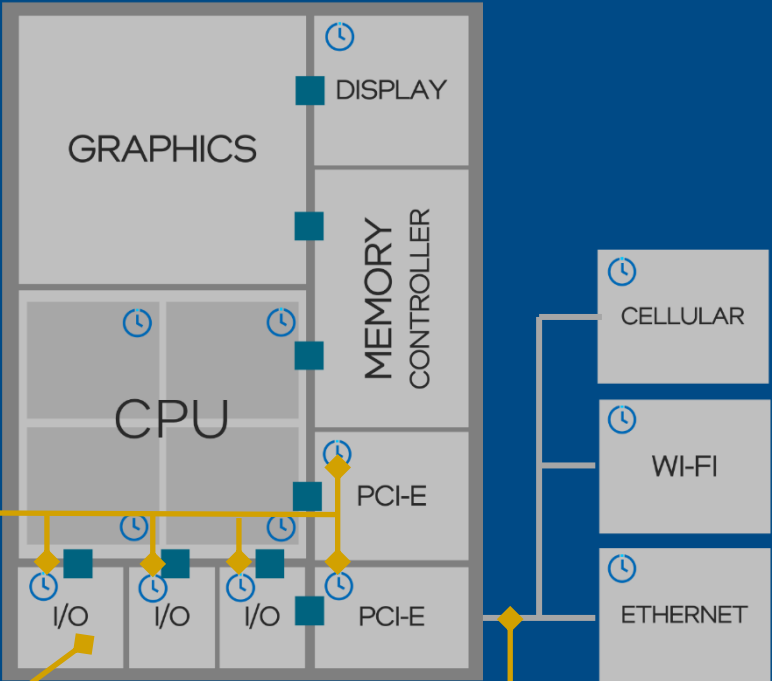 DISPLAY
GRAPHICS
MEMORY
CONTROLLER
CELLULAR
CPU
WI-FI
PCI-E
I/O
I/O
I/O
PCI-E
ETHERNET